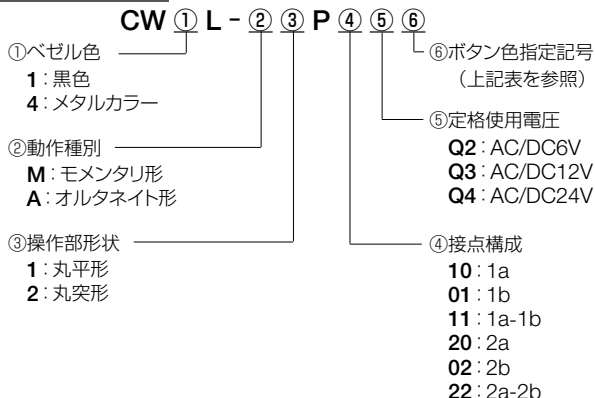 CW ① L - ② ③ P ④ ⑤ ⑥
①ベゼル色
1：黒色
4：メタルカラー
②動作種別
M：モメンタリ形
A：オルタネイト形
③操作部形状
1：丸平形
2：丸突形
⑥ボタン色指定記号
（上記表を参照）
⑤定格使用電圧
Q2：AC/DC6V
Q3：AC/DC12V
Q4：AC/DC24V
④接点構成
10：1a
01：1b
11：1a-1b
20：2a
02：2b
22：2a-2b